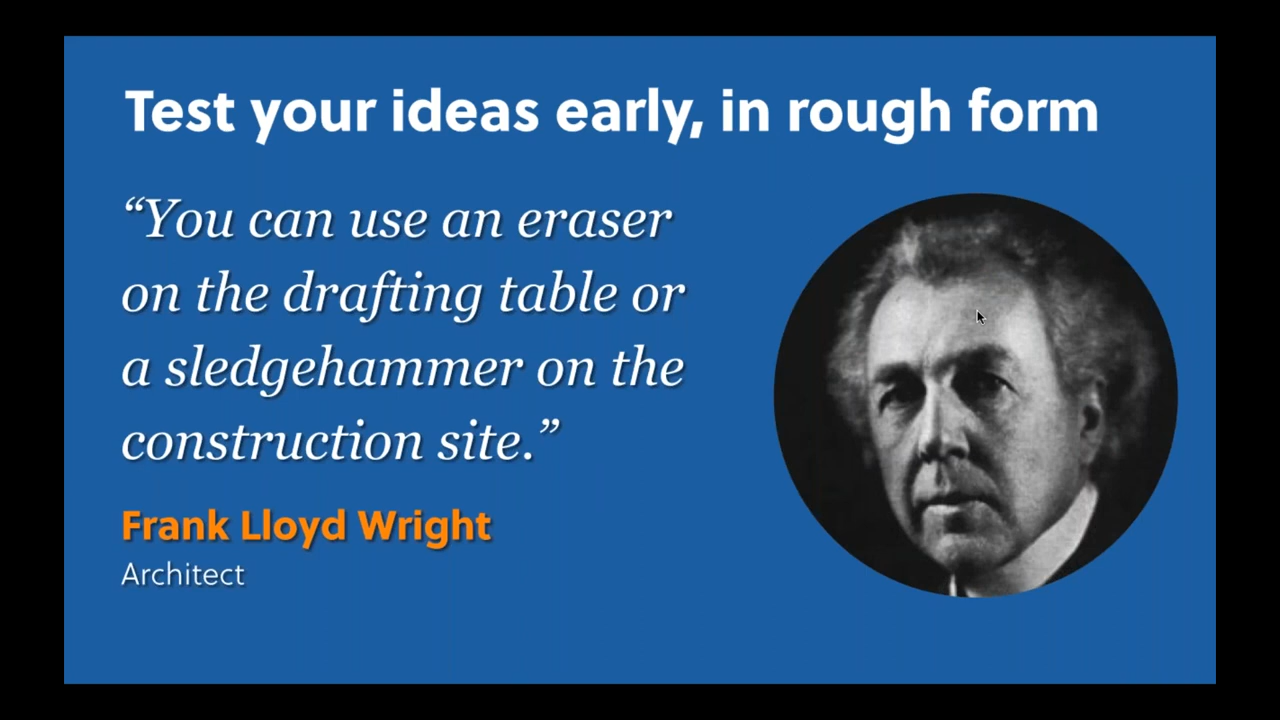 Test your ideas early, in rough form
“You can use an eraser
on the drafting table or
a sledgehammer on the
construction site.”
Frank Lloyd Wright
Architect